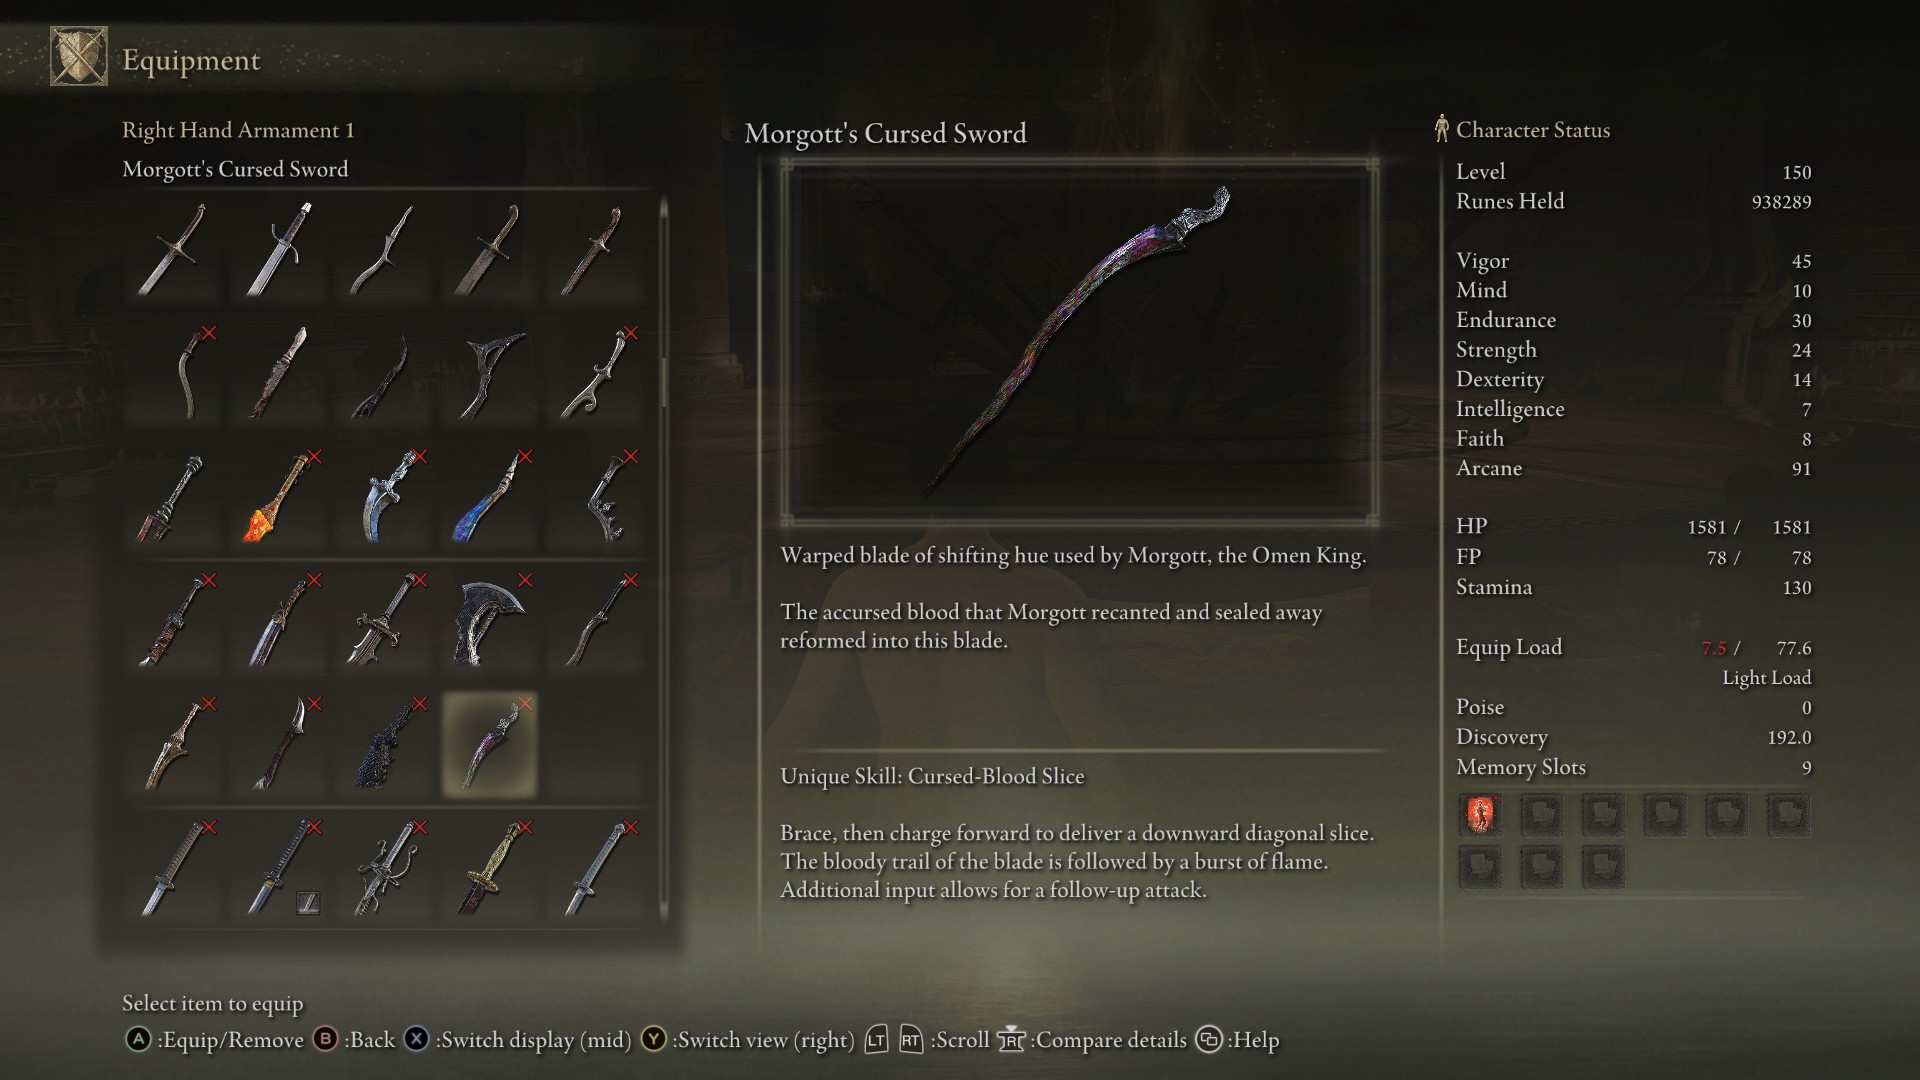 Equipment
Right Hand Armament 1
Morgott's Cursed Sword
Morgott's Cursed Sword
Warped blade of shifting hue used by Morgott, the Omen King.
The accursed blood that Morgott recanted and sealed away
reformed into this blade.
Unique Skill: Cursed-Blood Slice
Brace, then charge forward to deliver a downward diagonal slice.
The bloody trail of the blade is followed by a burst of flame.
Additional input allows for a follow-up attack.
Character Status
Level 150
Runes Held 938289
Vigor 45
Mind 10
Endurance 30
Strength 24
Dexterity 14
Intelligence 7
Faith 8
Arcane 91
HP 1581 / 1581
FP 78 / 78
Stamina 130
Equip Load 7.5 / 77.6
Light Load
Poise 0
Discovery 192.0
Memory Slots 9
Select item to equip
A :Equip/Remove B :Back X :Switch display (mid) Y :Switch view (right) LT RT :Scroll R :Compare details :Help